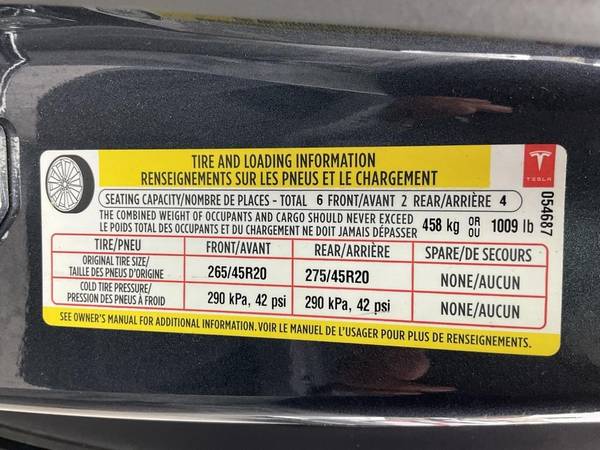 TIRE AND LOADING INFORMATION
RENSEIGNEMENTS SUR LES PNEUS ET LE CHARGEMENT
TESLA
054687
SEATING CAPACITY/NOMBRE DE PLACES - TOTAL 6 FRONT/AVANT 2 REAR/ARRIÈRE 4
THE COMBINED WEIGHT OF OCCUPANTS AND CARGO SHOULD NEVER EXCEED
LE POIDS TOTAL DES OCCUPANTS ET DU CHARGEMENT NE DOIT JAMAIS DÉPASSER
458 kg OR OU 1009 lb
TIRE/PNEU FRONT/AVANT REAR/ARRIÈRE SPARE/DE SECOURS
ORIGINAL TIRE SIZE/
TAILLE DES PNEUS D'ORIGINE
265/45R20 275/45R20 NONE/AUCUN
COLD TIRE PRESSURE/
PRESSION DES PNEUS À FROID
290 kPa, 42 psi 290 kPa, 42 psi NONE/AUCUN
SEE OWNER'S MANUAL FOR ADDITIONAL INFORMATION. VOIR LE MANUEL DE L'USAGER POUR PLUS DE RENSEIGNEMENTS.